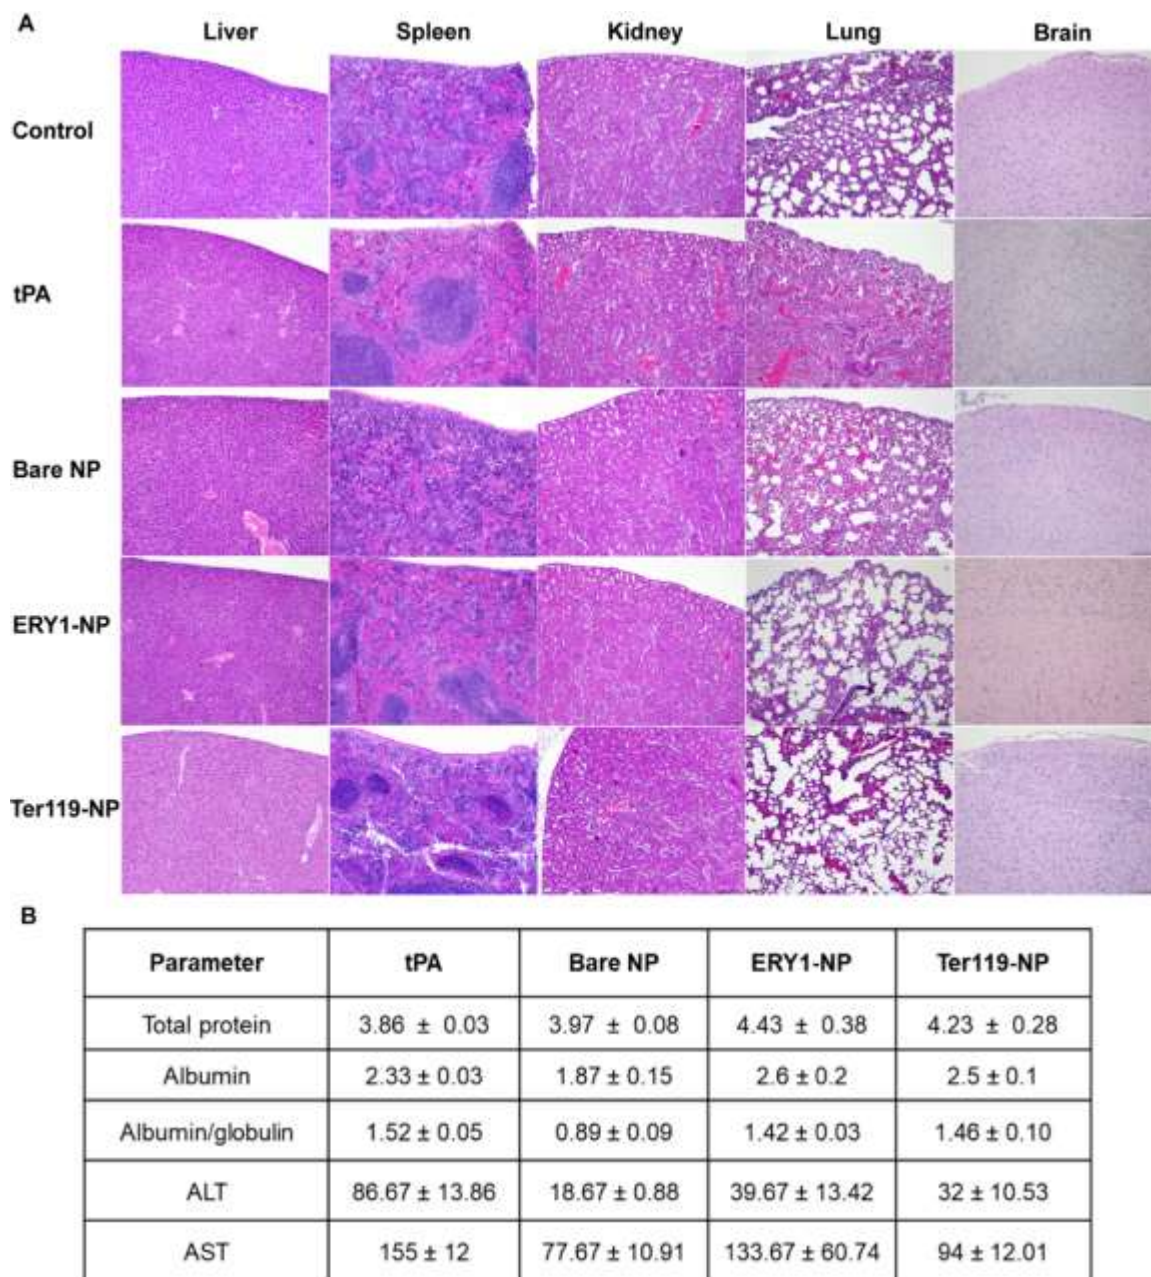 A
Liver Spleen Kidney Lung Brain
Control
tPA
Bare NP
ERY1-NP
Ter119-NP
B
Parameter tPA Bare NP ERY1-NP Ter119-NP
Total protein 3.86 ± 0.03 3.97 ± 0.08 4.43 ± 0.38 4.23 ± 0.28
Albumin 2.33 ± 0.03 1.87 ± 0.15 2.6 ± 0.2 2.5 ± 0.1
Albumin/globulin 1.52 ± 0.05 0.89 ± 0.09 1.42 ± 0.03 1.46 ± 0.10
ALT 86.67 ± 13.86 18.67 ± 0.88 39.67 ± 13.42 32 ± 10.53
AST 155 ± 12 77.67 ± 10.91 133.67 ± 60.74 94 ± 12.01